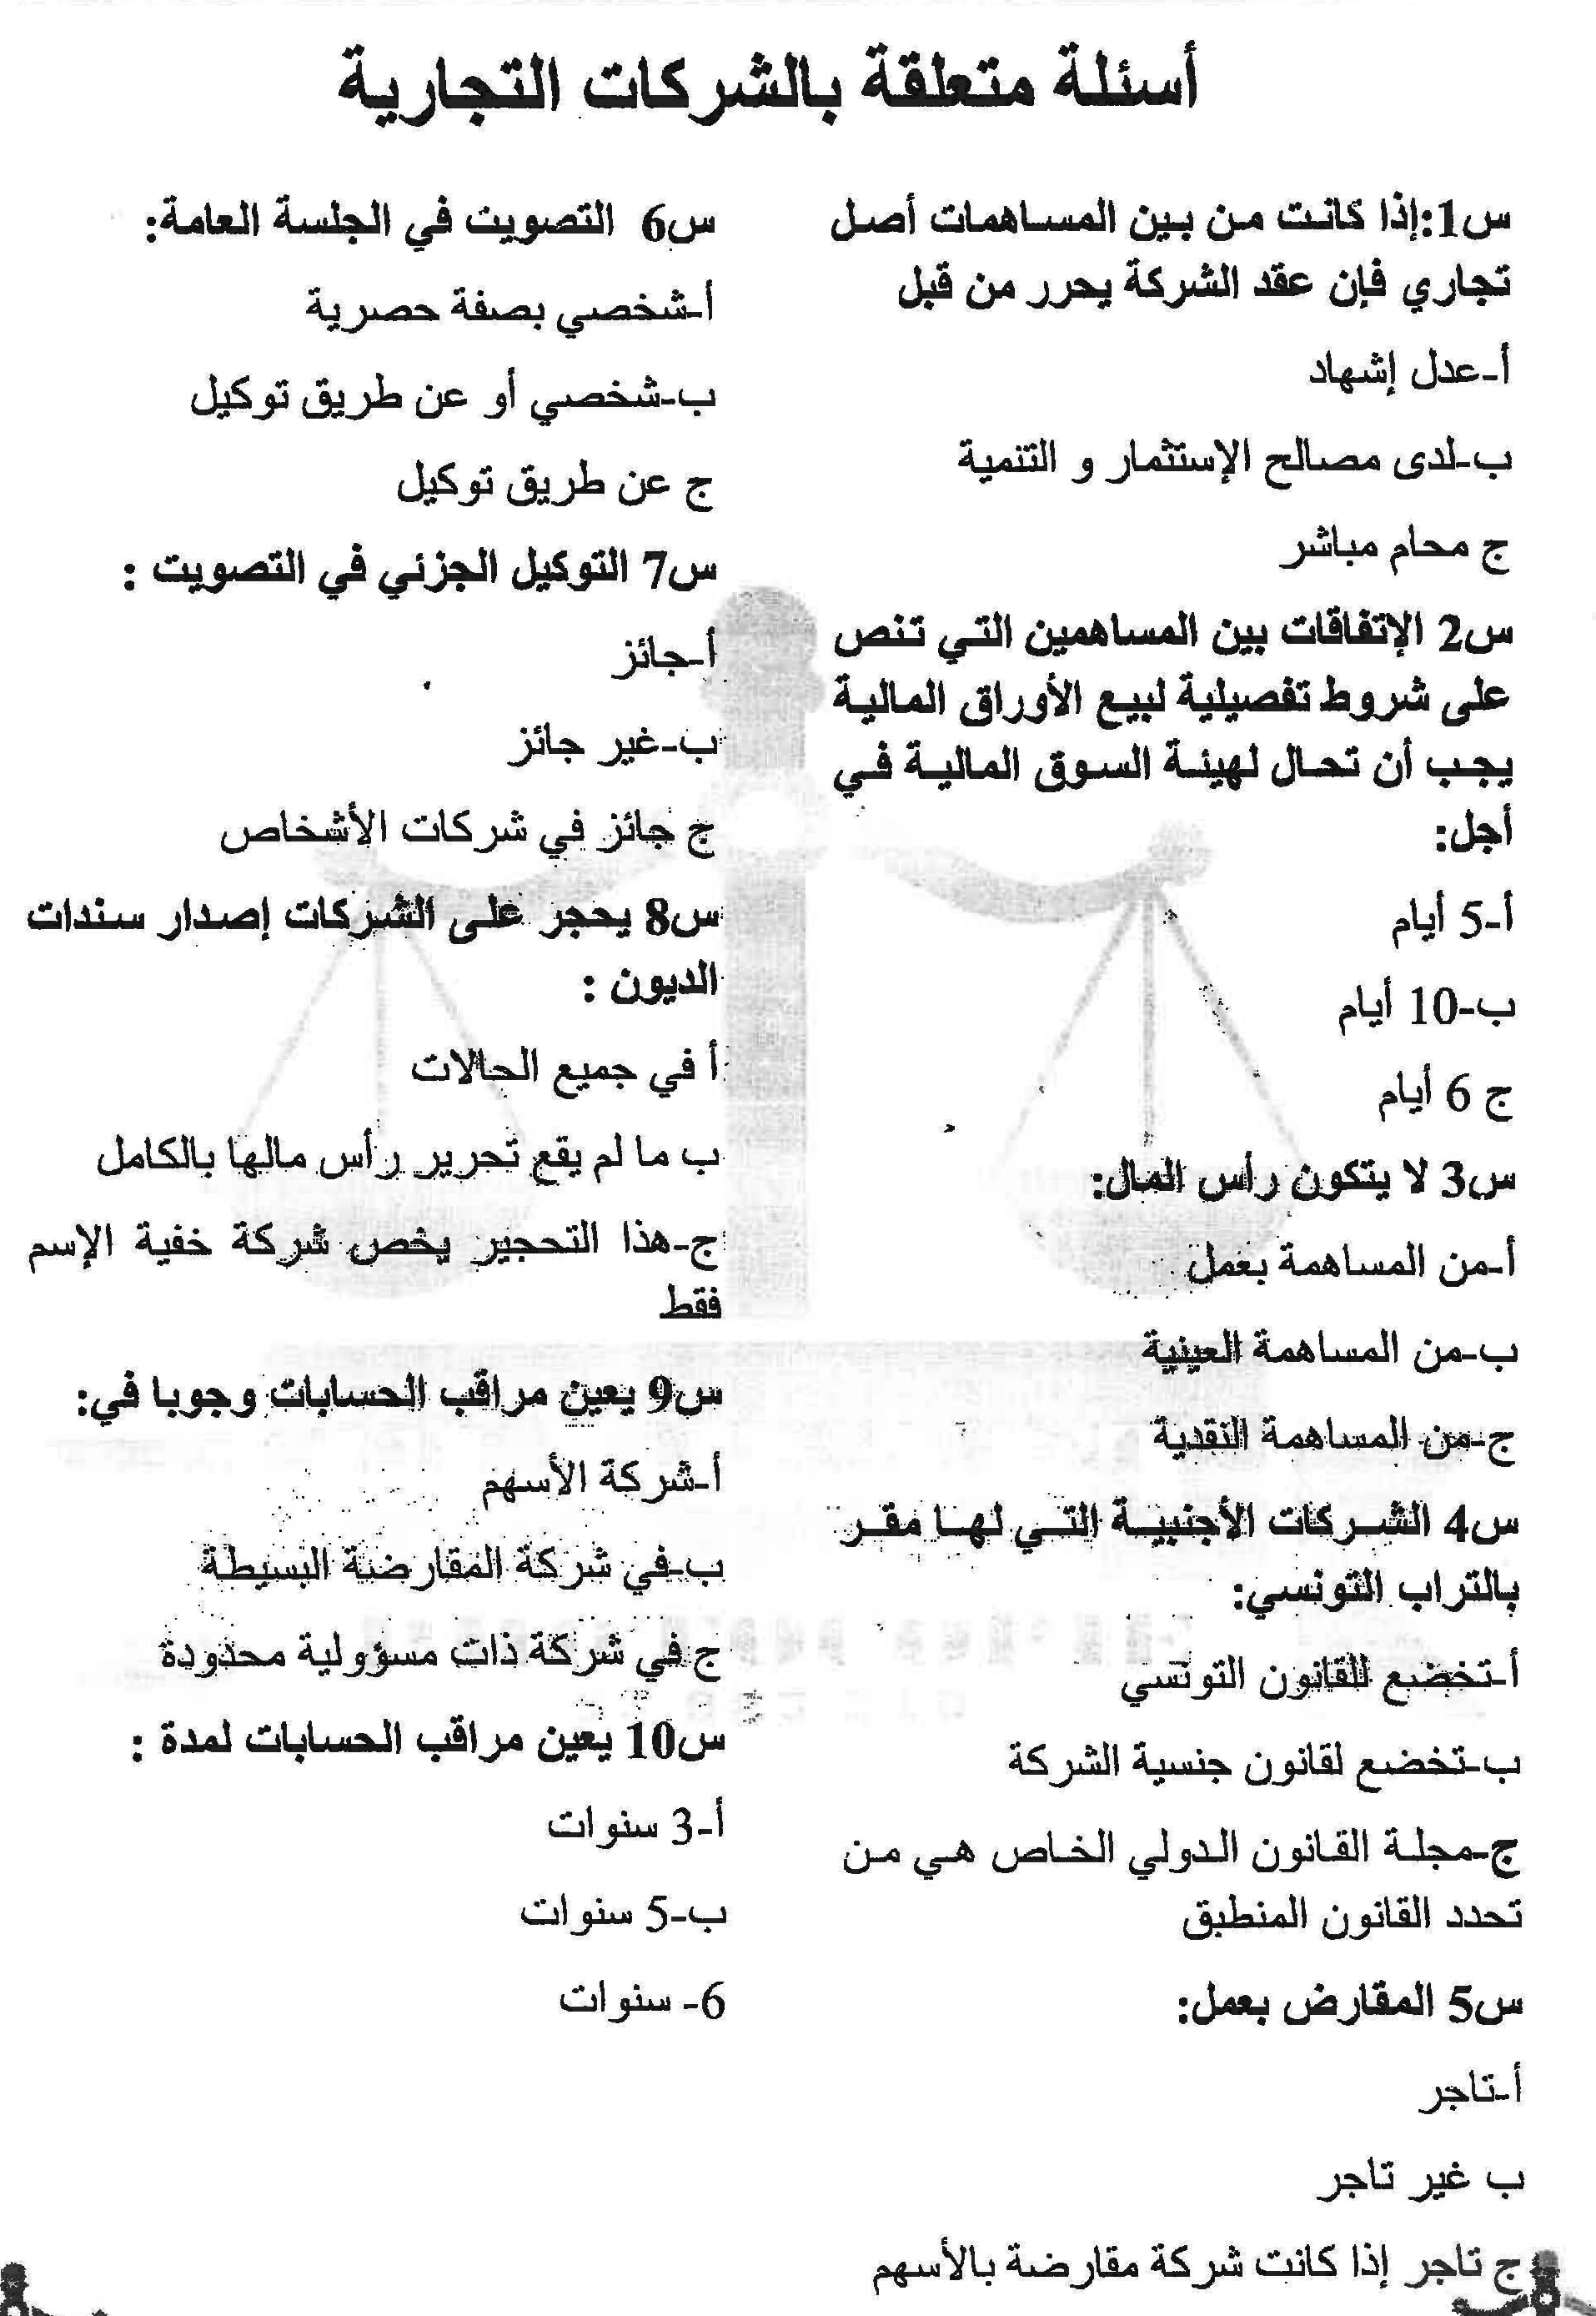 أسئلة متعلقة بالشركات التجارية
س1:إذا كانت من بين المساهمات أصل
تجاري فإن عقد الشركة يحرر من قبل
أ-عدل إشهاد
ب-لدى مصالح الإستثمار و التنمية
ج محام مباشر
س2 الإتفاقات بين المساهمين التي تنص
على شروط تفصيلية لبيع الأوراق المالية
يجب أن تحال لهيئة السوق المالية في
أجل:
أ-5 أيام
ب-10 أيام
ج 6 أيام
س3 لا يتكون رأس المال:
أ-من المساهمة بعمل
ب-من المساهمة العينية
ج-من المساهمة النقدية
س4 الشركات الأجنبية التي لها مقر
بالتراب التونسي:
أ-تخضع للقانون التونسي
ب-تخضع لقانون جنسية الشركة
ج-مجلة القانون الدولي الخاص هي من
تحدد القانون المنطبق
س5 المقارض بعمل:
أ-تاجر
ب غير تاجر
ج تاجر إذا كانت شركة مقارضة بالأسهم
س6 التصويت في الجلسة العامة:
أ-شخصي بصفة حصرية
ب-شخصي أو عن طريق توكيل
ج عن طريق توكيل
س7 التوكيل الجزئي في التصويت :
أ-جائز
ب-غير جائز
ج جائز في شركات الأشخاص
س8 يحجر على الشركات إصدار سندات
الديون :
أ في جميع الحالات
ب ما لم يقع تحرير رأس مالها بالكامل
ج-هذا التحجير يخص شركة خفية الإسم
فقط
س9 يعين مراقب الحسابات وجوبا في:
أ-شركة الأسهم
ب-في شركة المقارضة البسيطة
ج في شركة ذات مسؤولية محدودة
س10 يعين مراقب الحسابات لمدة :
أ-3 سنوات
ب-5 سنوات
6- سنوات